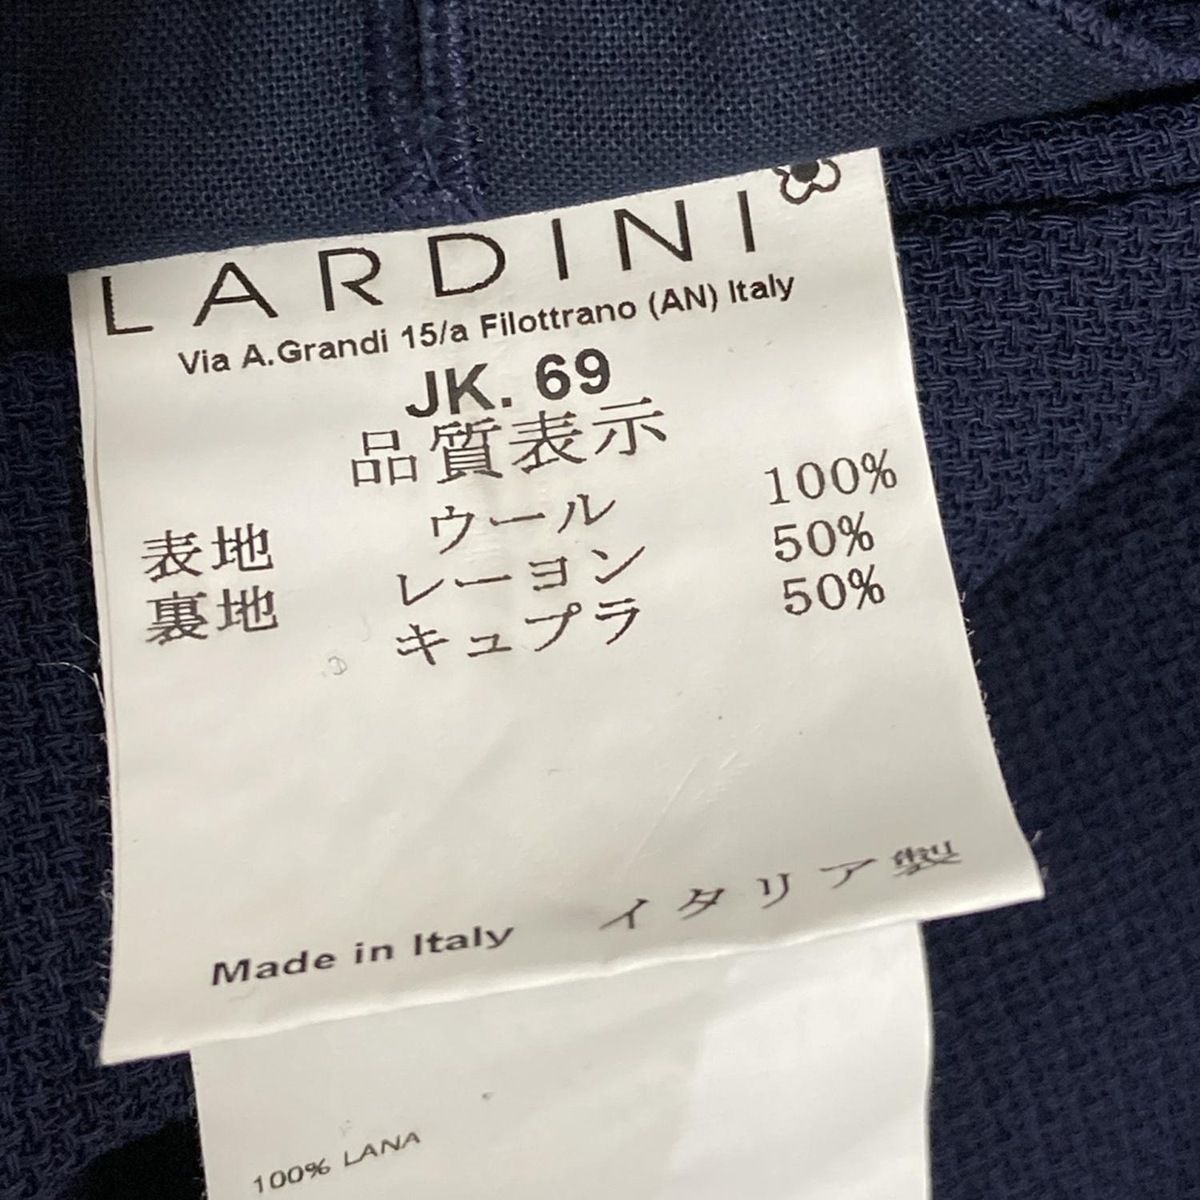 LARDINI
Via A.Grandi 15/a Filottrano (AN) Italy
JK. 69
品質表示
表地 ウール 100%
裏地 レーヨン 50%
キュプラ 50%
Made in Italy イタリア製
100% LANA